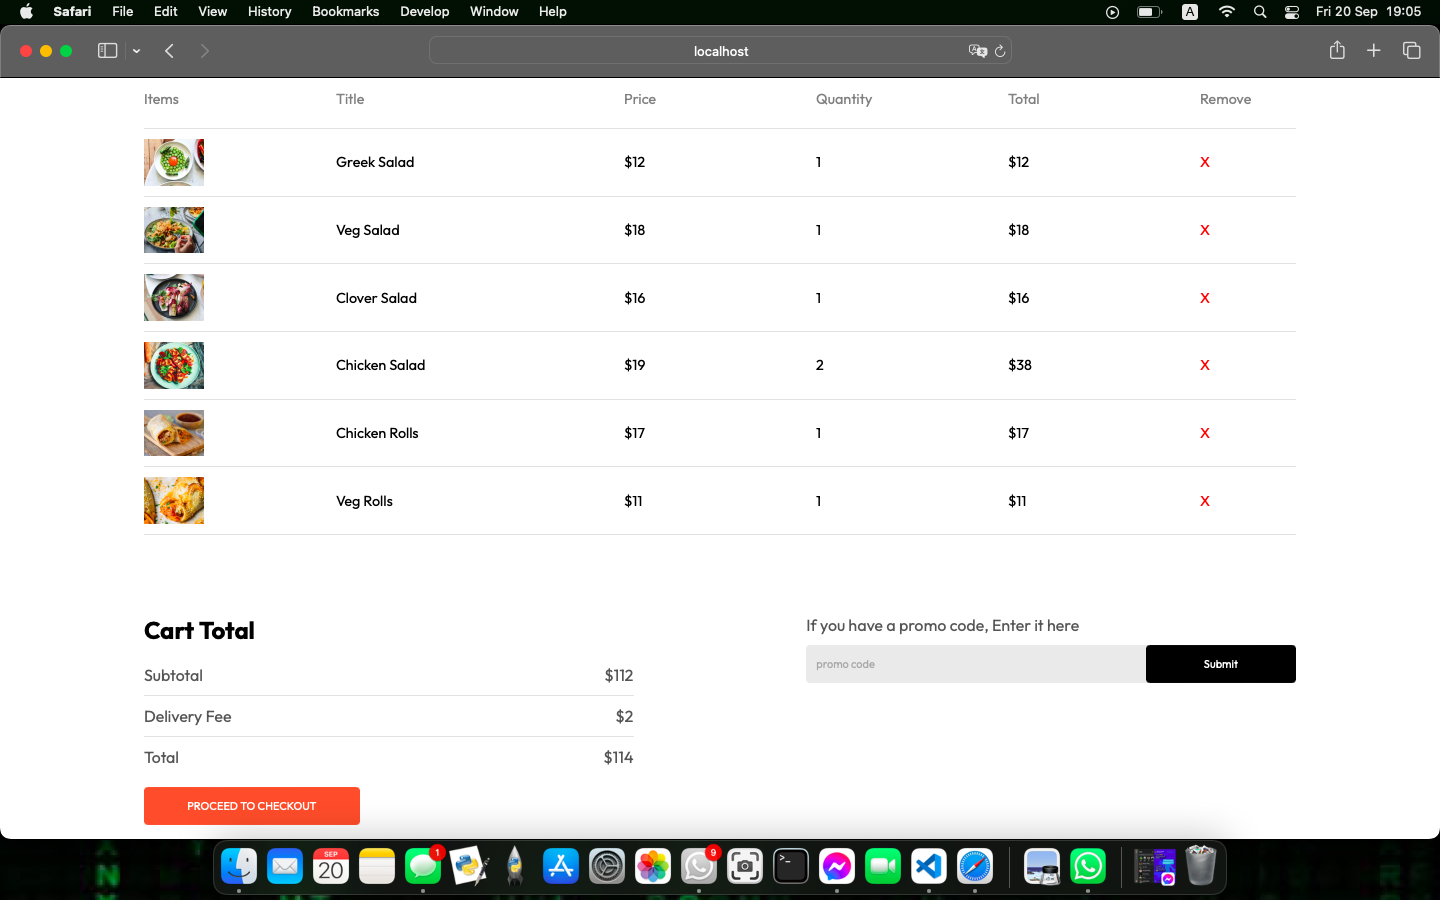 Safari File Edit View History Bookmarks Develop Window Help A Fri 20 Sep 19:05
localhost
Items Title Price Quantity Total Remove
Greek Salad $12 1 $12 X
Veg Salad $18 1 $18 X
Clover Salad $16 1 $16 X
Chicken Salad $19 2 $38 X
Chicken Rolls $17 1 $17 X
Veg Rolls $11 1 $11 X
Cart Total
Subtotal $112
Delivery Fee $2
Total $114
PROCEED TO CHECKOUT
If you have a promo code, Enter it here
promo code Submit
SEP
20
1
9
>_